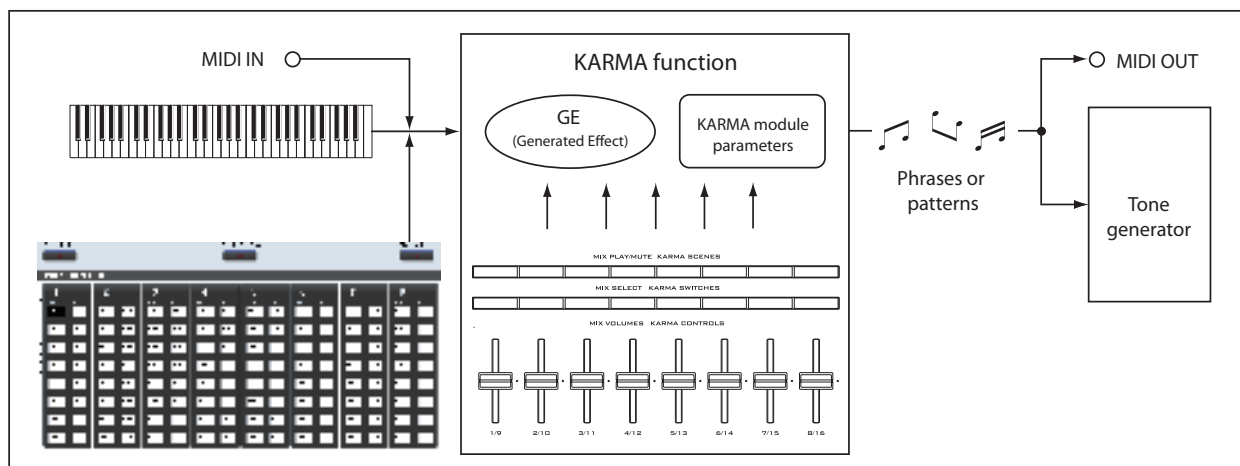 MIDI IN
KARMA function
GE
(Generated Effect)
KARMA module
parameters
Phrases or
patterns
MIDI OUT
Tone
generator
MIX PLAY/MUTE KARMA SCENES
MIX SELECT KARMA SWITCHES
MIX VOLUMES KARMA CONTROLS
1/9 2/10 3/11 4/12 5/13 6/14 7/15 8/16